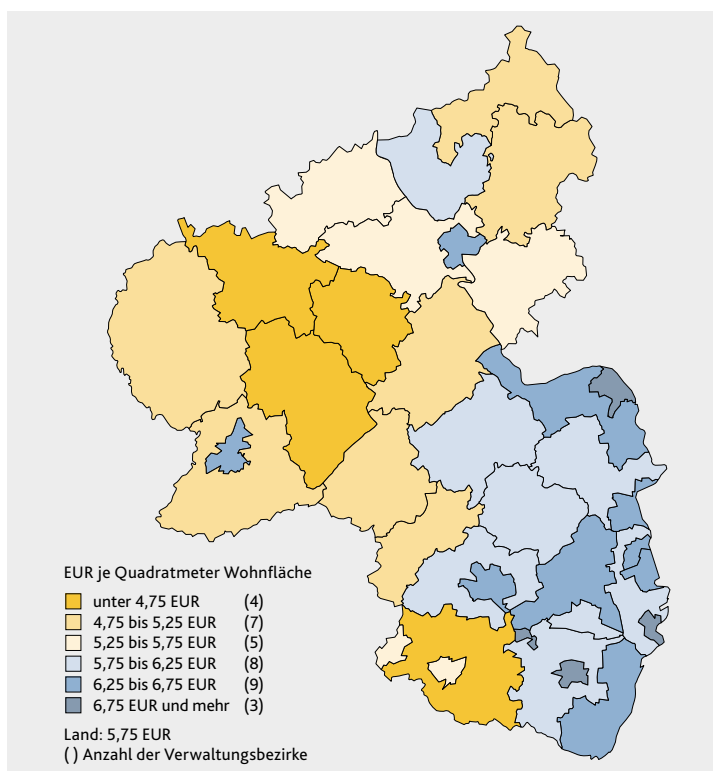 EUR je Quadratmeter Wohnfläche
unter 4,75 EUR (4)
4,75 bis 5,25 EUR (7)
5,25 bis 5,75 EUR (5)
5,75 bis 6,25 EUR (8)
6,25 bis 6,75 EUR (9)
6,75 EUR und mehr (3)
Land: 5,75 EUR
( ) Anzahl der Verwaltungsbezirke